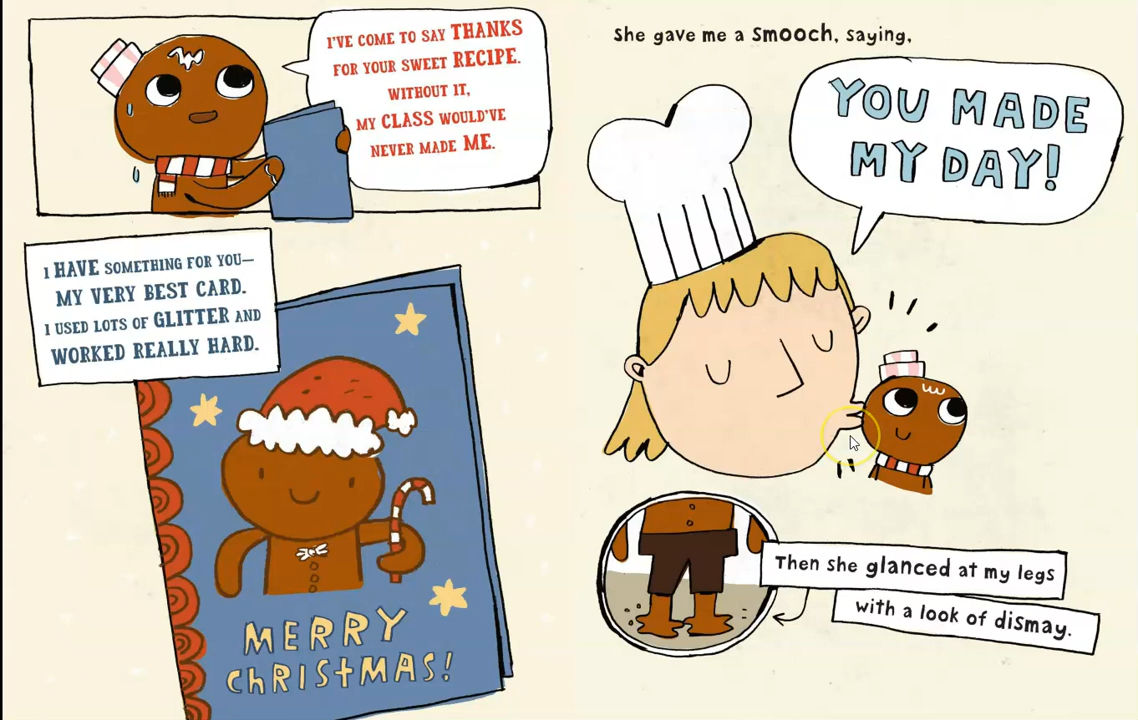 I'VE COME TO SAY THANKS
FOR YOUR SWEET RECIPE.
WITHOUT IT,
MY CLASS WOULD'VE
NEVER MADE ME.
I HAVE SOMETHING FOR YOU—
MY VERY BEST CARD.
I USED LOTS OF GLITTER AND
WORKED REALLY HARD.
MERRY
ChRIStMAS!
She gave me a Smooch, saying,
YOU MADE
MY DAY!
Then she glanced at my legs
with a look of dismay.